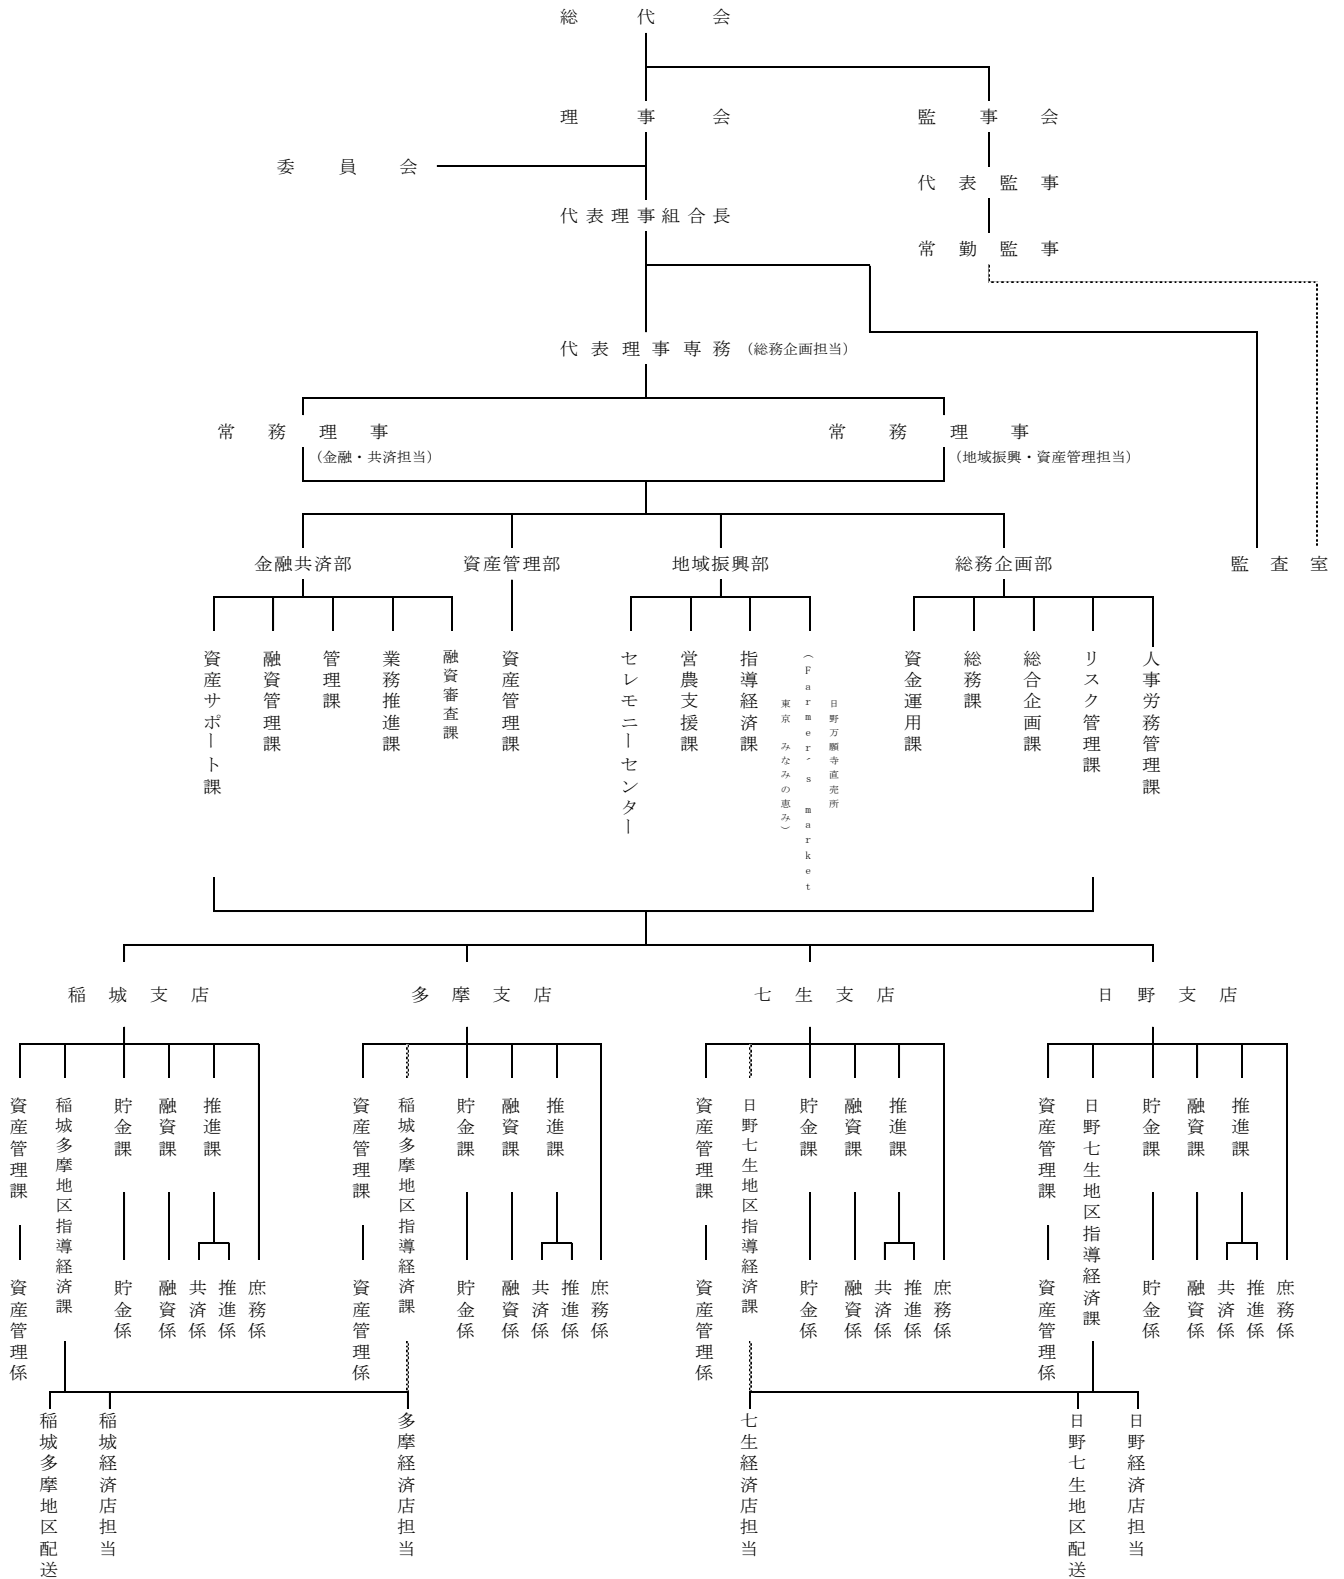 総代会
理事会
監事会
委員会
代表監事
代表理事組合長
常勤監事
代表理事専務（総務企画担当）
常務理事
（金融・共済担当）
常務理事
（地域振興・資産管理担当）
金融共済部
資産管理部
地域振興部
総務企画部
監査室
資産サポート課
融資管理課
管理課
業務推進課
融資審査課
資産管理課
セレモニーセンター
営農支援課
指導経済課
日野万願寺直売所
（Farmer´s market
東京 みなみの恵み）
資金運用課
総務課
総合企画課
リスク管理課
人事労務管理課
稲城支店
多摩支店
七生支店
日野支店
資産管理課
稲城多摩地区指導経済課
貯金課
融資課
推進課
資産管理課
稲城多摩地区指導経済課
貯金課
融資課
推進課
資産管理課
日野七生地区指導経済課
貯金課
融資課
推進課
資産管理課
日野七生地区指導経済課
貯金課
融資課
推進課
資産管理係
貯金係
融資係
共済係
推進係
庶務係
資産管理係
貯金係
融資係
共済係
推進係
庶務係
資産管理係
貯金係
融資係
共済係
推進係
庶務係
資産管理係
貯金係
融資係
共済係
推進係
庶務係
稲城多摩地区配送
稲城経済店担当
多摩経済店担当
七生経済店担当
日野七生地区配送
日野経済店担当